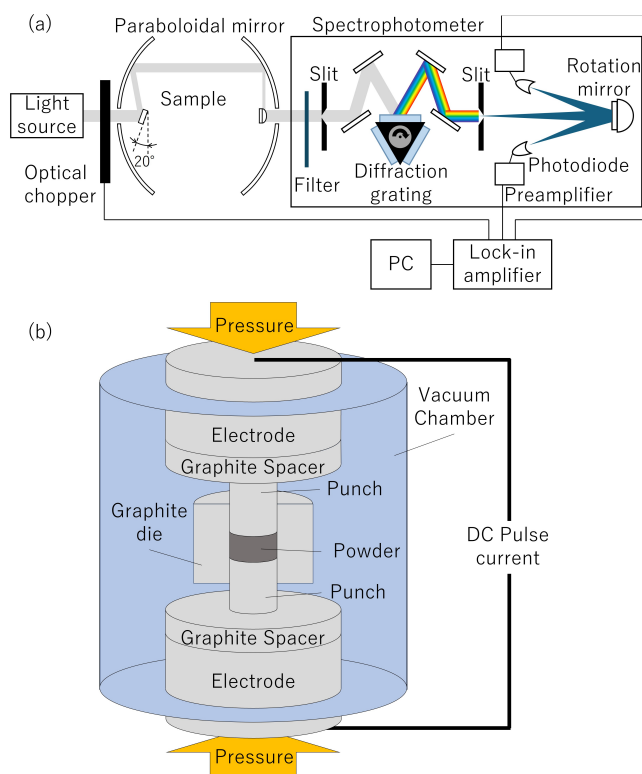 (a)
Paraboloidal mirror
Spectrophotometer
Slit
Slit
Rotation
mirror
Light
source
Sample
20°
Optical
chopper
Filter
Diffraction
grating
Photodiode
Preamplifier
PC
Lock-in
amplifier
(b)
Pressure
Vacuum
Chamber
Electrode
Graphite Spacer
Punch
Graphite
die
Powder
DC Pulse
current
Punch
Graphite Spacer
Electrode
Pressure